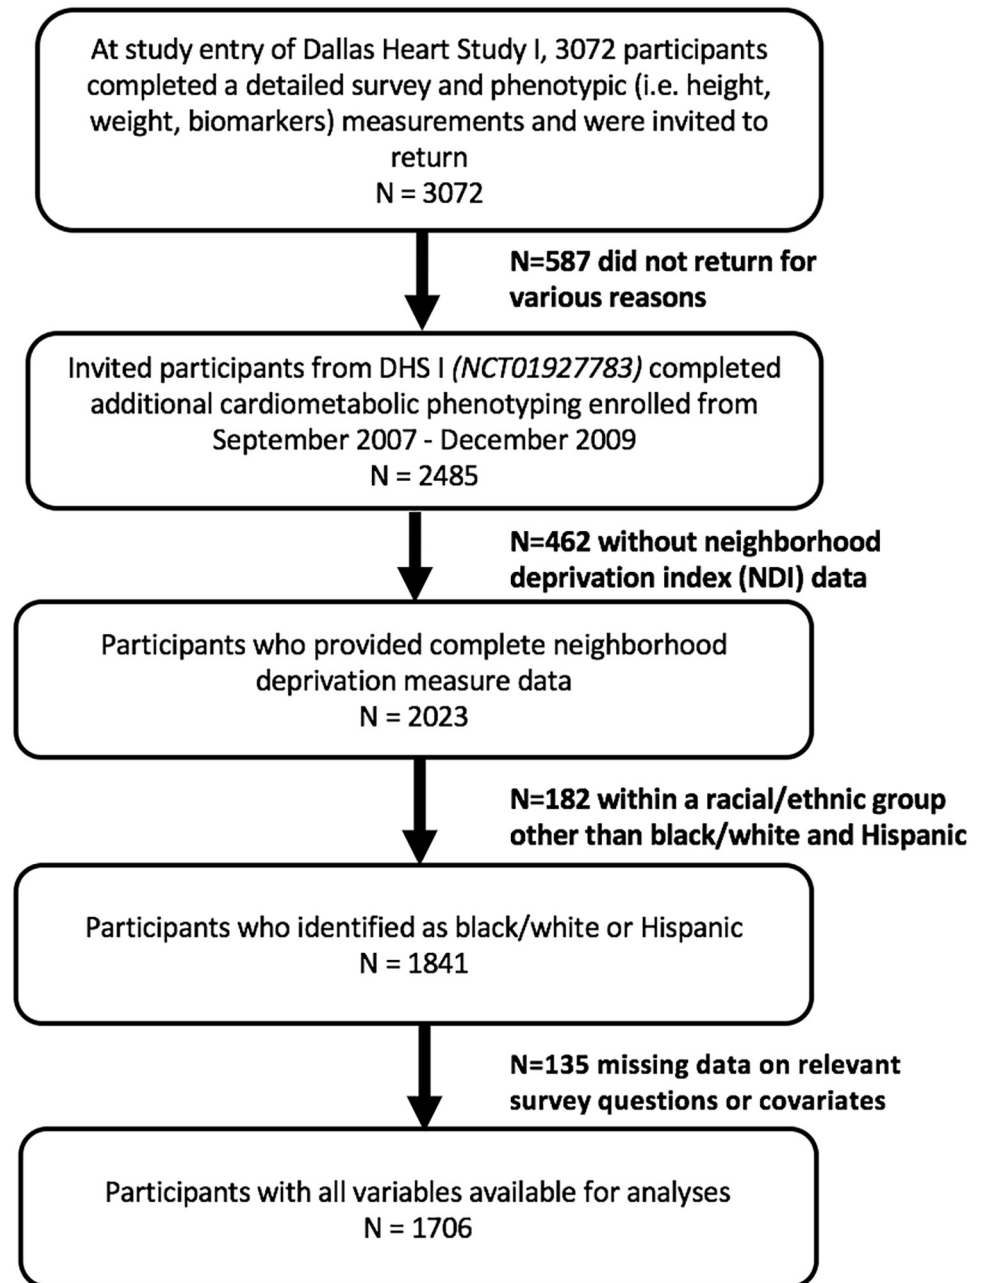 At study entry of Dallas Heart Study I, 3072 participants
completed a detailed survey and phenotypic (i.e. height,
weight, biomarkers) measurements and were invited to
return
N = 3072
N=587 did not return for
various reasons
Invited participants from DHS I (NCT01927783) completed
additional cardiometabolic phenotyping enrolled from
September 2007 - December 2009
N = 2485
N=462 without neighborhood
deprivation index (NDI) data
Participants who provided complete neighborhood
deprivation measure data
N = 2023
N=182 within a racial/ethnic group
other than black/white and Hispanic
Participants who identified as black/white or Hispanic
N = 1841
N=135 missing data on relevant
survey questions or covariates
Participants with all variables available for analyses
N = 1706